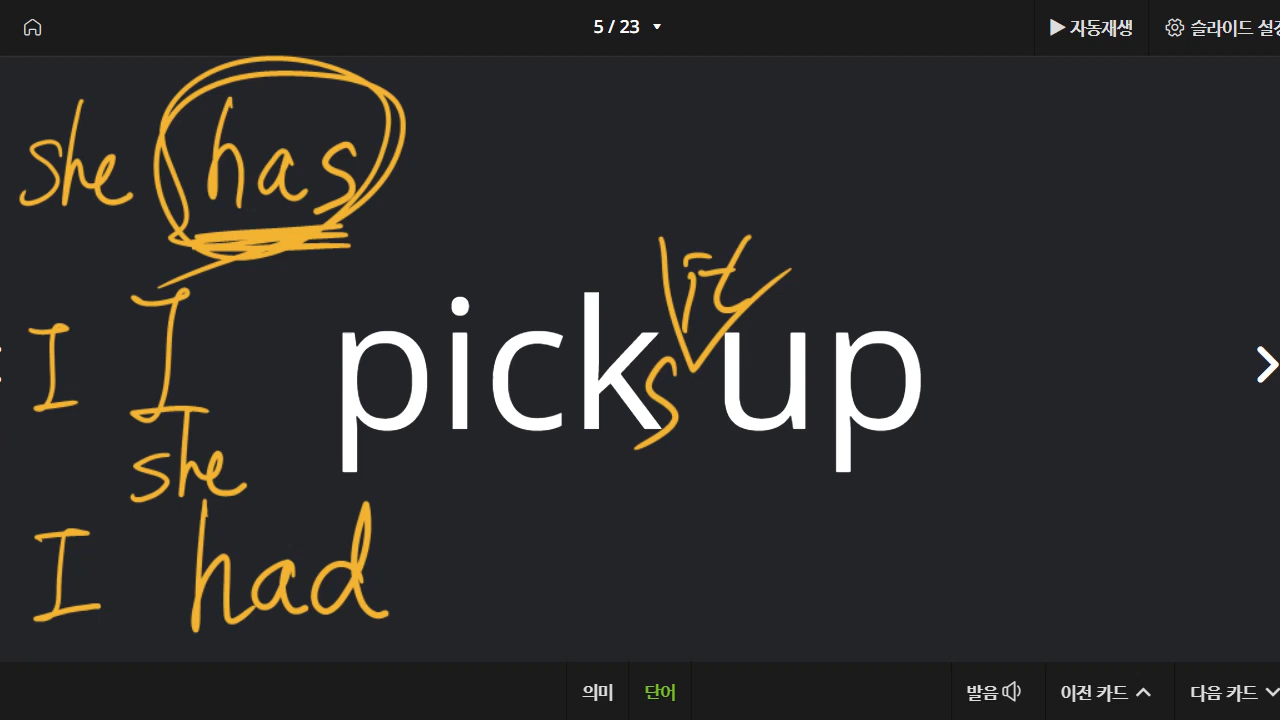 5 / 23
자동재생
슬라이드 설정
she has
it
I I
pick s up
she
I had
의미
단어
발음
이전 카드
다음 카드